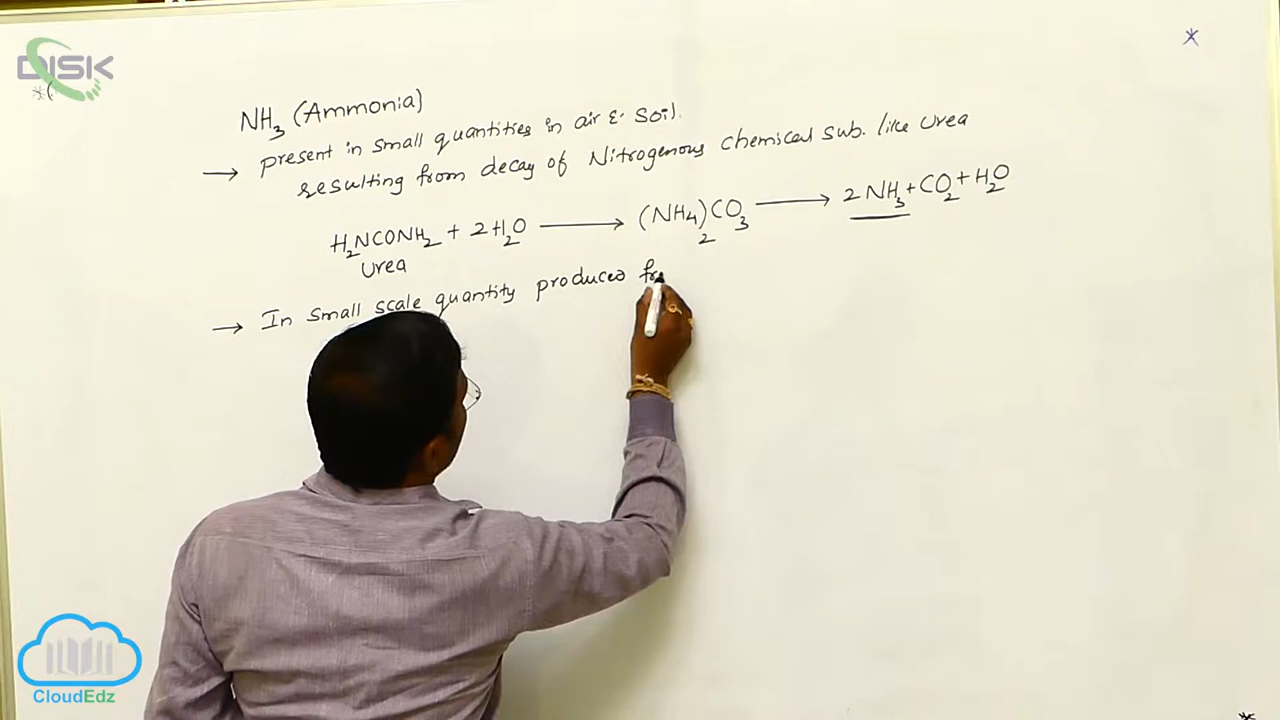 DISK
NH3 (Ammonia)
→ present in small quantities in air & soil.
resulting from decay of Nitrogenous chemical sub. like Urea
H2NCONH2 + 2H2O → (NH4)2CO3 → 2NH3 + CO2 + H2O
Urea
→ In small scale quantity produced fr
CloudEdz